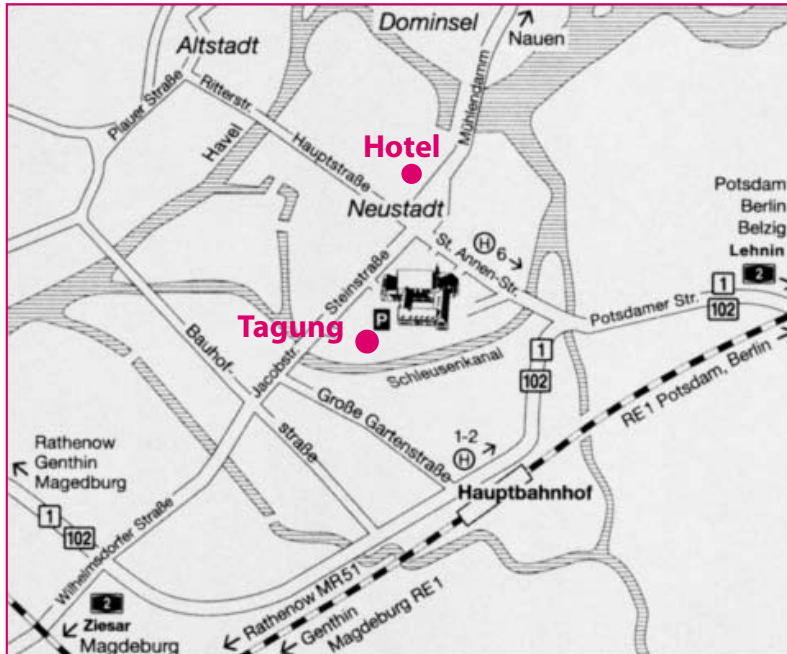 Dominsel
Altstadt
Nauen
Plauer Straße
Ritterstr.
Havel
Hauptstraße
Mühlendamm
Hotel
Neustadt
H 6
St. Annen-Str.
Potsdam
Berlin
Belzig
Lehnin
2
1
102
Potsdamer Str.
Steinstraße
P
Tagung
Schleusenkanal
1
102
RE1 Potsdam, Berlin
Bauhof-
straße
Jacobstr.
Große Gartenstraße
1-2
H
Hauptbahnhof
Rathenow
Genthin
Magedburg
1
102
Wilhelmsdorfer Straße
2
Ziesar
Magdeburg
Rathenow MR51
Genthin
Magdeburg RE1